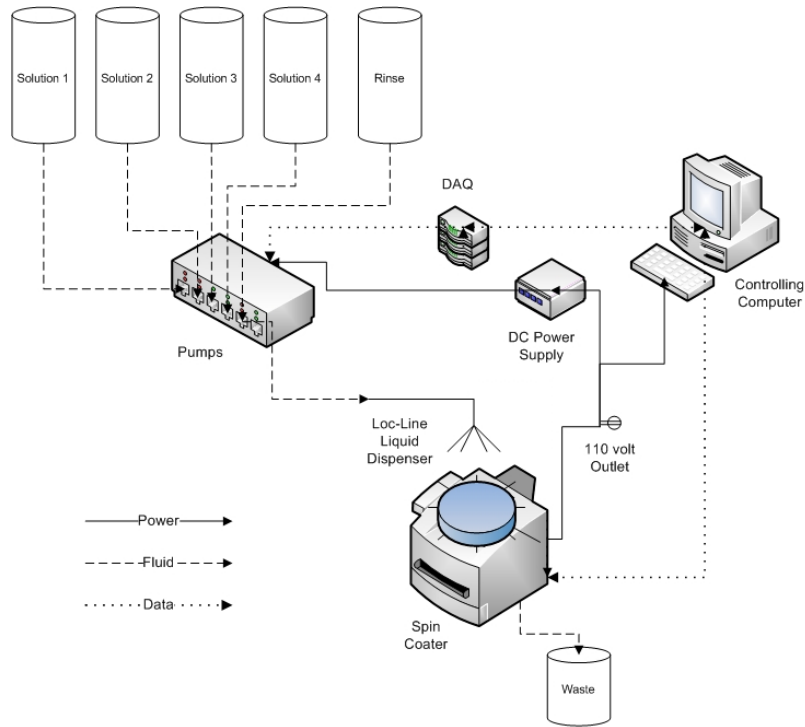 Solution 1
Solution 2
Solution 3
Solution 4
Rinse
DAQ
Controlling
Computer
DC Power
Supply
Pumps
Loc-Line
Liquid
Dispenser
110 volt
Outlet
Power
Fluid
Data
Spin
Coater
Waste